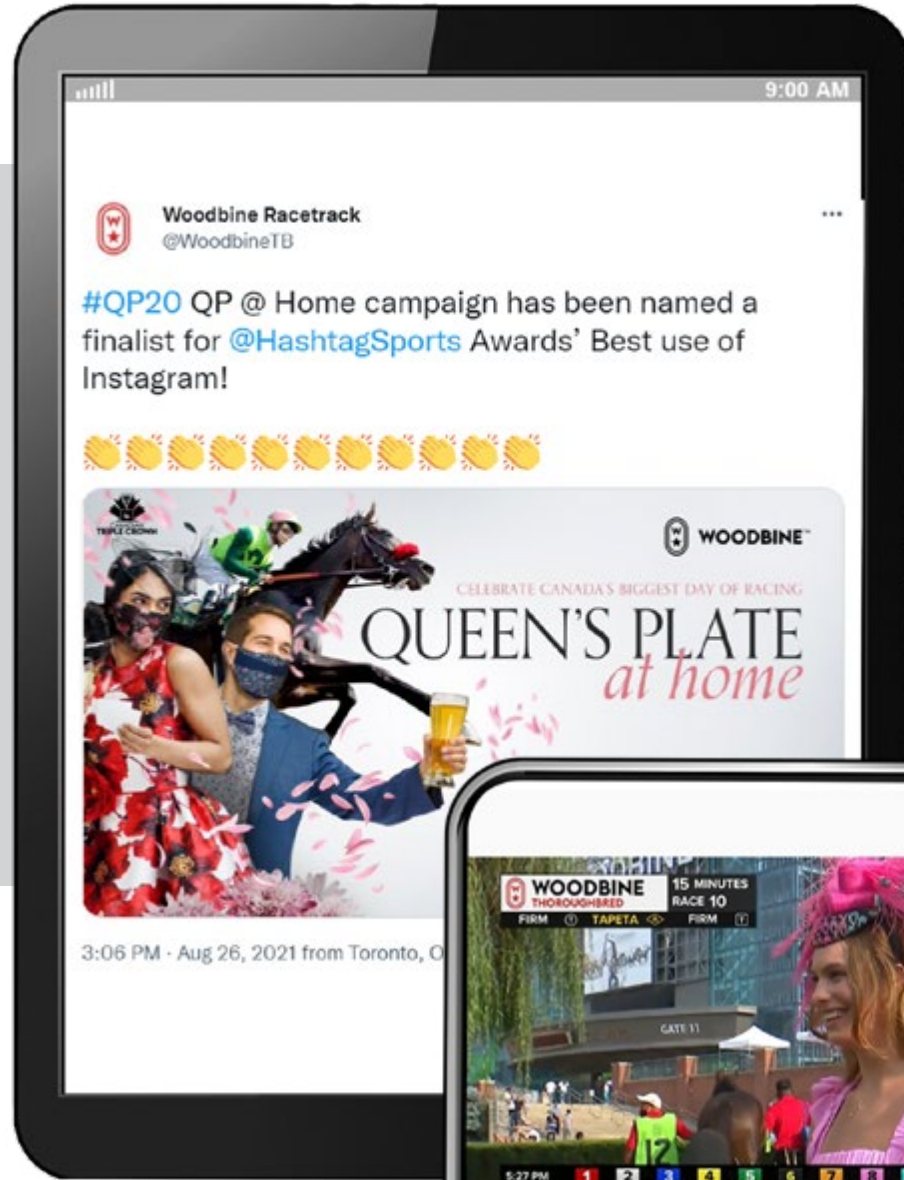 9:00 AM
Woodbine Racetrack
@WoodbineTB
#QP20 QP @ Home campaign has been named a
finalist for @HashtagSports Awards’ Best use of
Instagram!
TRIPLE CROWN
WOODBINE
CELEBRATE CANADA'S BIGGEST DAY OF RACING
QUEEN'S PLATE
at home
3:06 PM · Aug 26, 2021 from Toronto, O
WOODBINE
THOROUGHBRED
15 MINUTES
RACE 10
FIRM T TAPETA FIRM T
GATE 11
12
5:27 PM 1 2 3 4 5 6 7 8